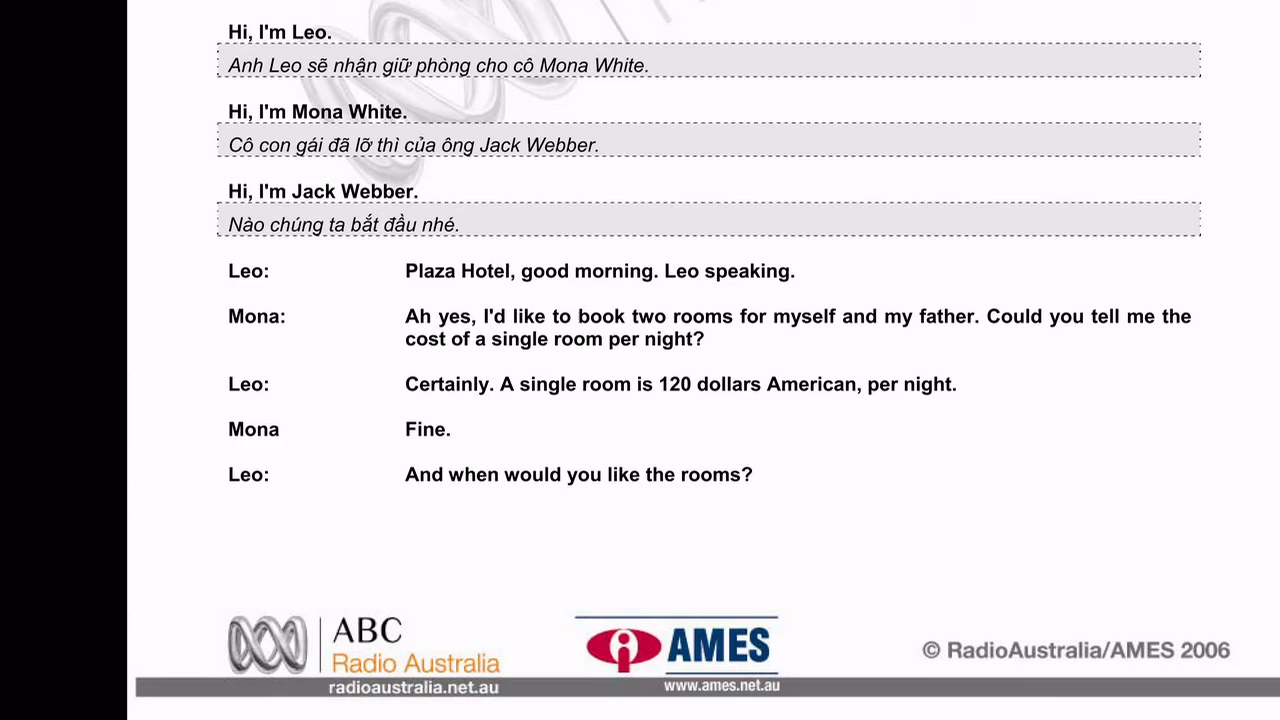 Hi, I'm Leo.
Anh Leo sẽ nhận giữ phòng cho cô Mona White.
Hi, I'm Mona White.
Cô con gái đã lỡ thì của ông Jack Webber.
Hi, I'm Jack Webber.
Nào chúng ta bắt đầu nhé.
Leo: Plaza Hotel, good morning. Leo speaking.
Mona: Ah yes, I'd like to book two rooms for myself and my father. Could you tell me the
cost of a single room per night?
Leo: Certainly. A single room is 120 dollars American, per night.
Mona Fine.
Leo: And when would you like the rooms?
ABC
Radio Australia
radioaustralia.net.au
AMES
www.ames.net.au
© RadioAustralia/AMES 2006